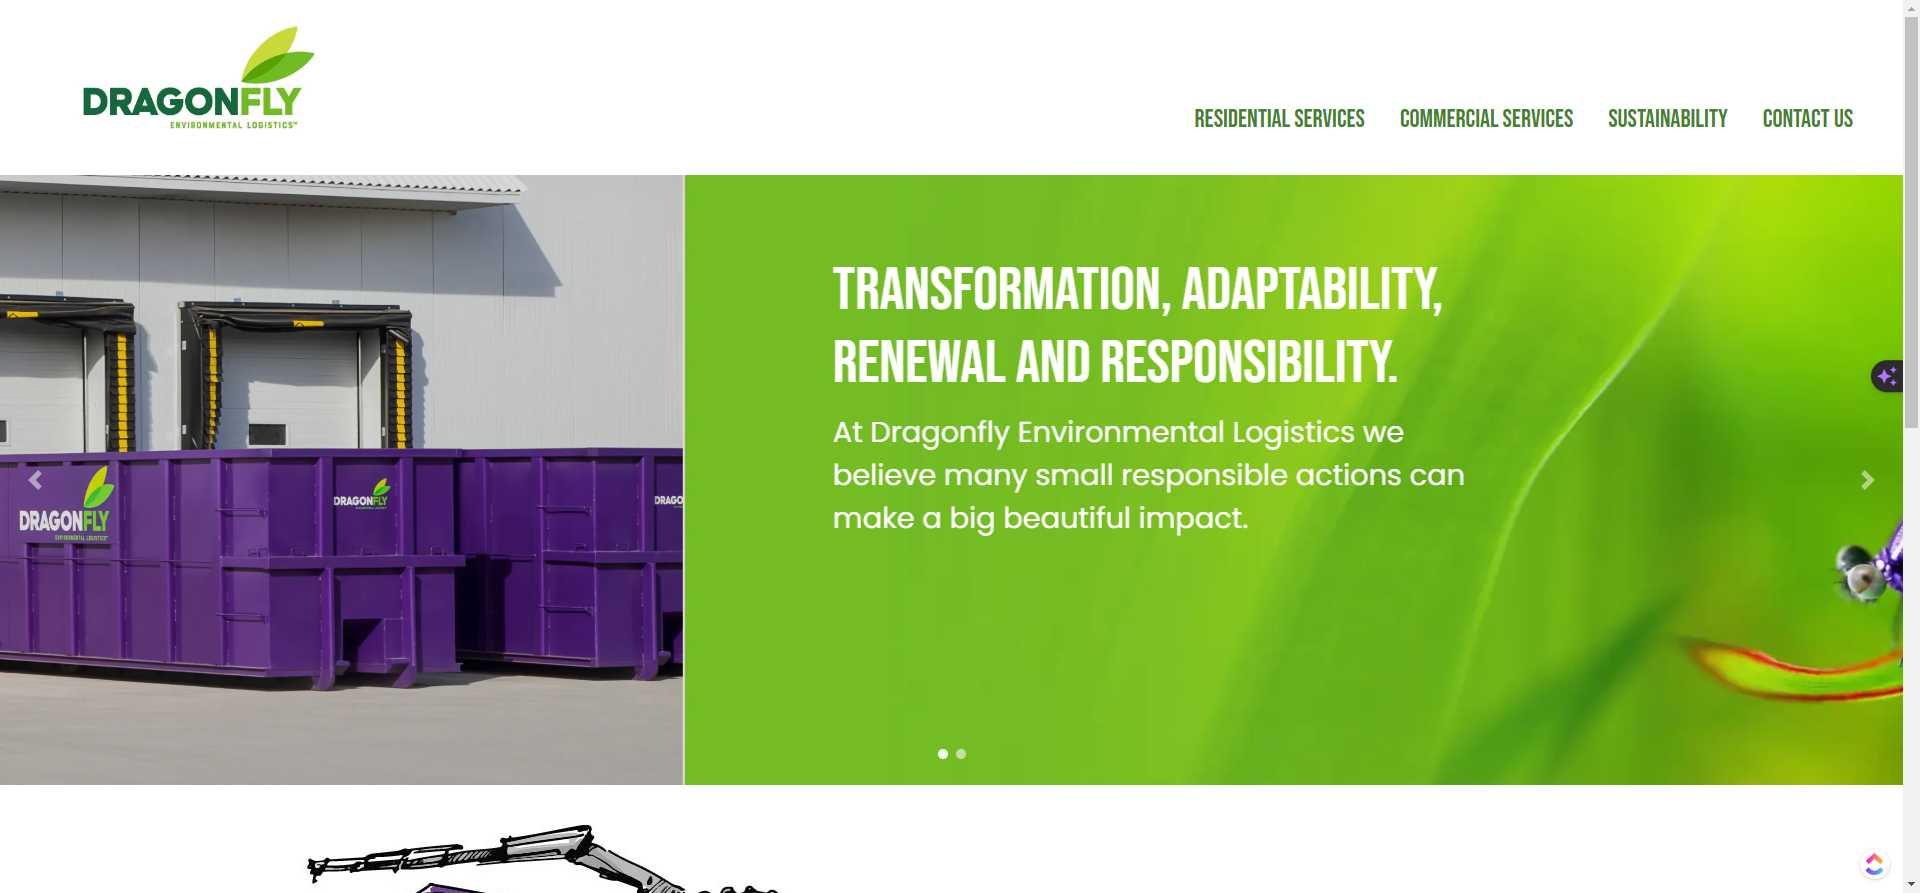 DRAGONFLY
ENVIRONMENTAL LOGISTICS™
RESIDENTIAL SERVICES
COMMERCIAL SERVICES
SUSTAINABILITY
CONTACT US
TRANSFORMATION, ADAPTABILITY,
RENEWAL AND RESPONSIBILITY.
At Dragonfly Environmental Logistics we
believe many small responsible actions can
make a big beautiful impact.
DRAGONFLY
ENVIRONMENTAL LOGISTICS™
DRAGONFLY
DRAGO